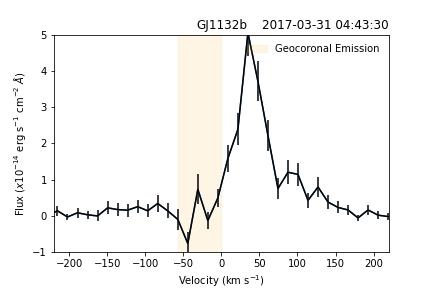 GJ1132b 2017-03-31 04:43:30
Geocoronal Emission
Flux (x10⁻¹⁴ erg s⁻¹ cm⁻² Å)
5
4
3
2
1
0
−1
−200 −150 −100 −50 0 50 100 150 200
Velocity (km s⁻¹)